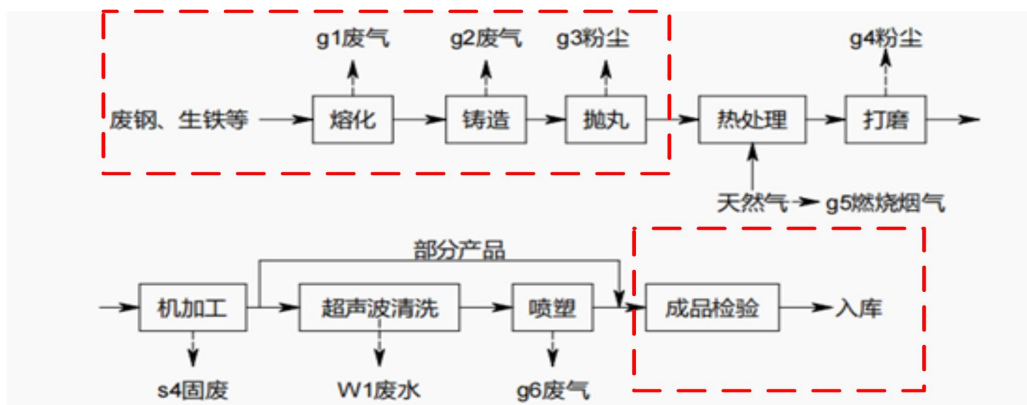 g1废气 g2废气 g3粉尘 g4粉尘
废钢、生铁等 熔化 铸造 抛丸 热处理 打磨
天然气 g5燃烧烟气
部分产品
机加工 超声波清洗 喷塑 成品检验 入库
s4固废 W1废水 g6废气